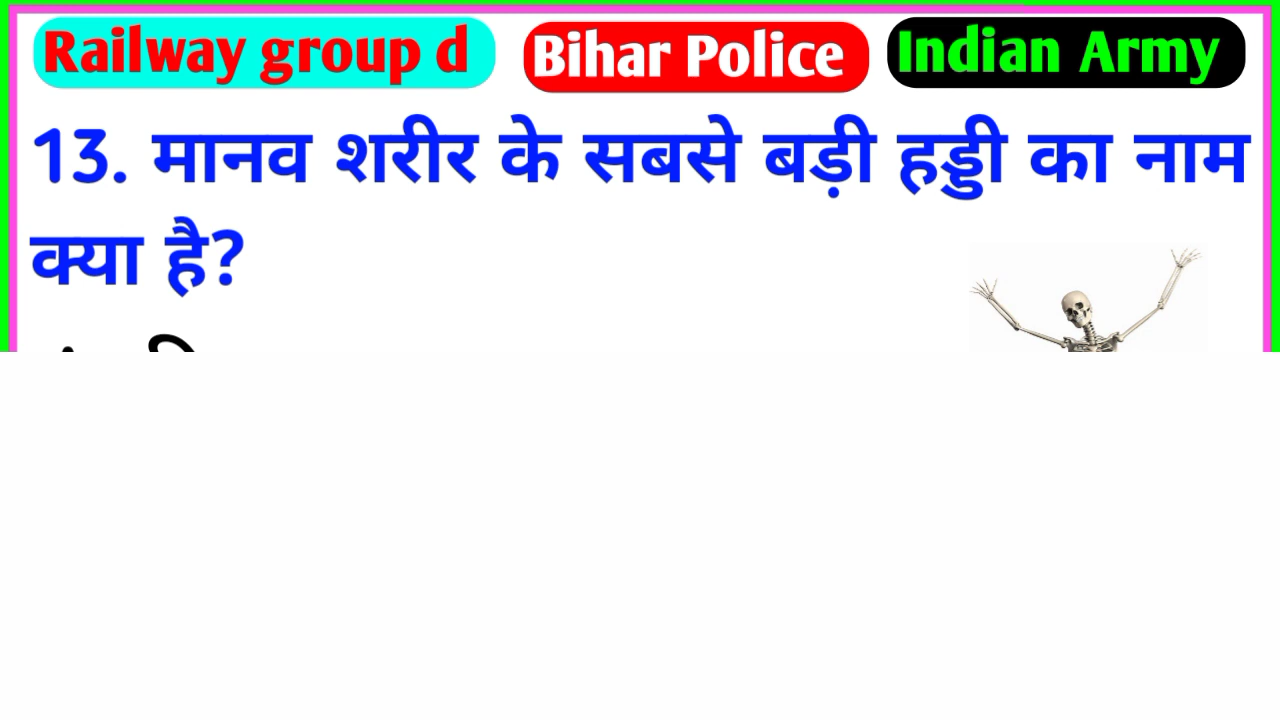 Railway group d Bihar Police Indian Army
13. मानव शरीर के सबसे बड़ी हड्डी का नाम
क्या है?